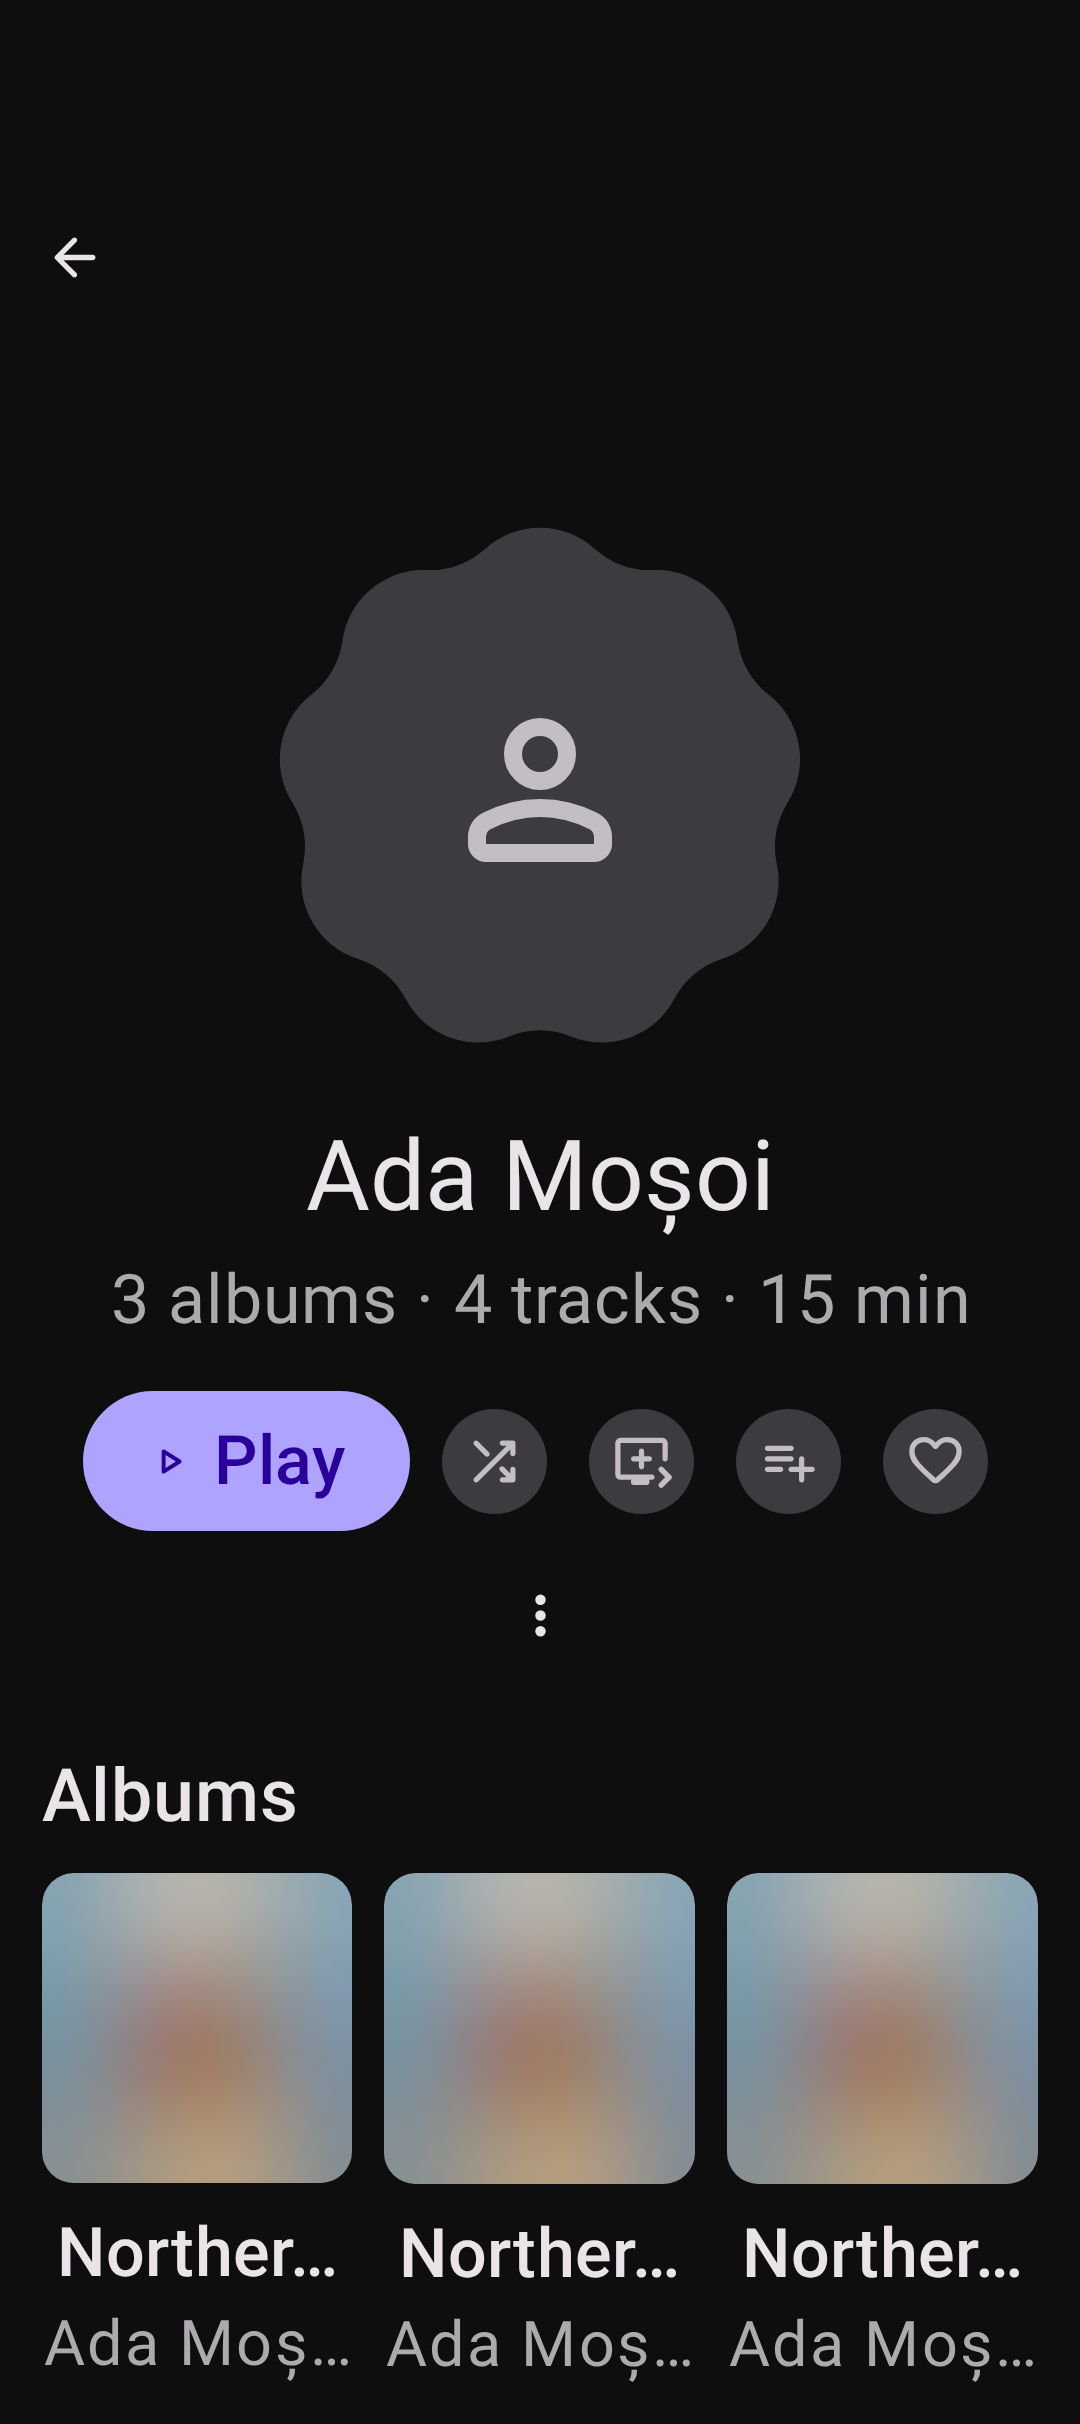 Ada Moșoi
3 albums · 4 tracks · 15 min
Play
Albums
Norther…
Norther…
Norther…
Ada Moș…
Ada Moș…
Ada Moș…